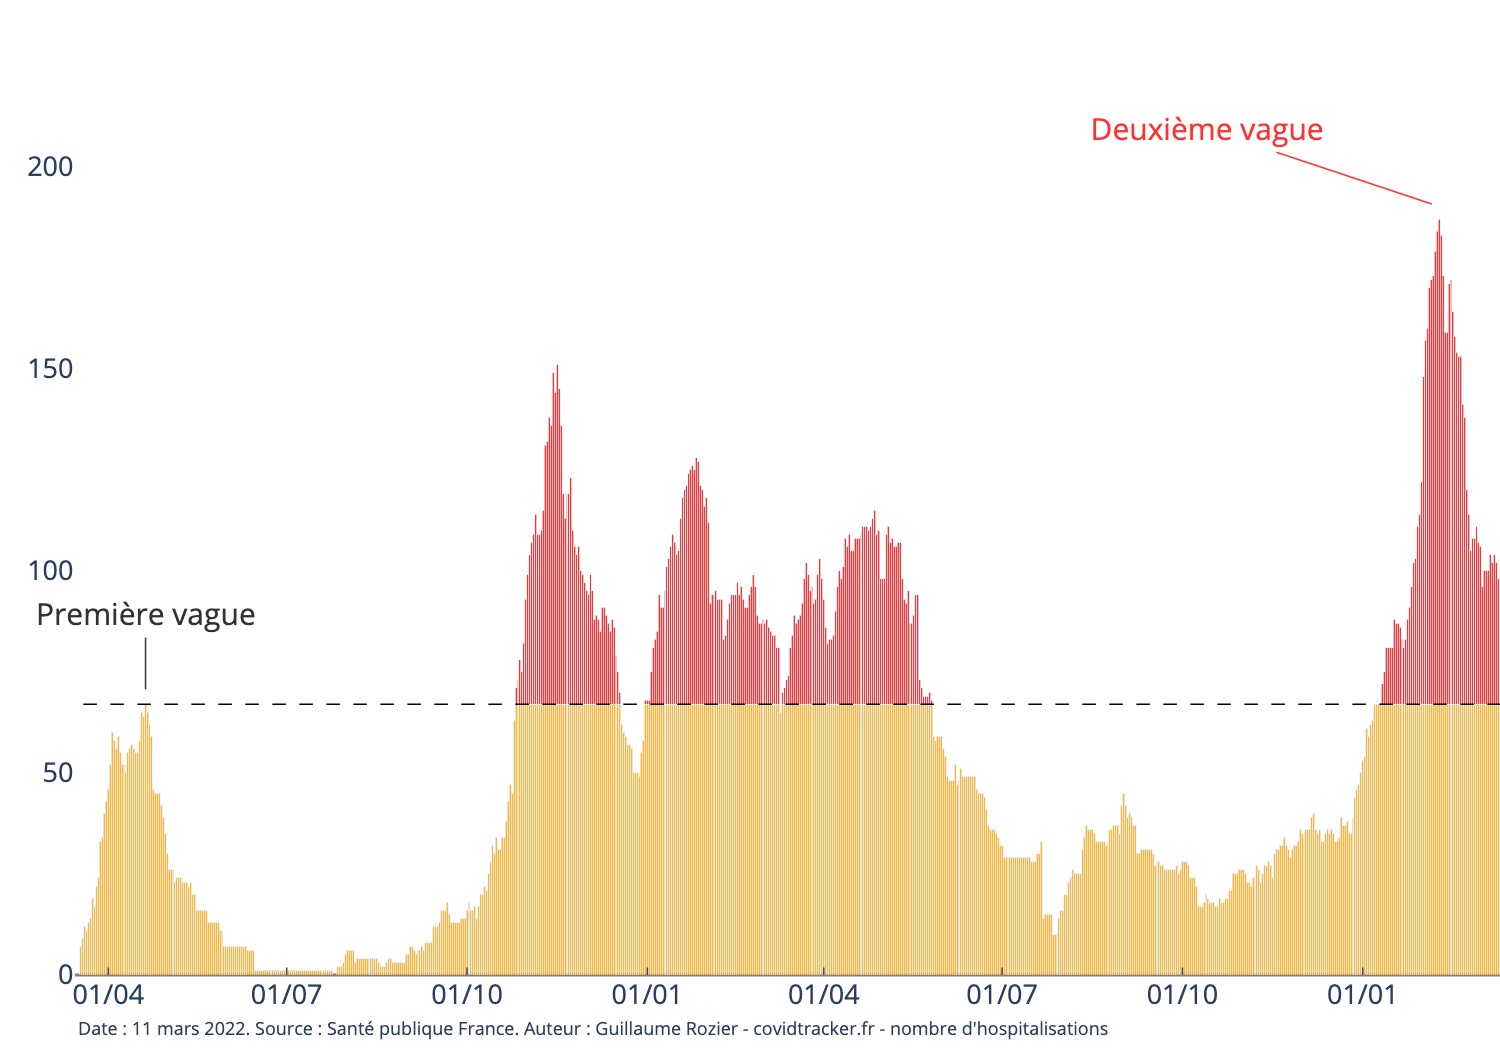 Deuxième vague
200
150
100
Première vague
50
0
01/04 01/07 01/10 01/01 01/04 01/07 01/10 01/01
Date : 11 mars 2022. Source : Santé publique France. Auteur : Guillaume Rozier - covidtracker.fr - nombre d'hospitalisations